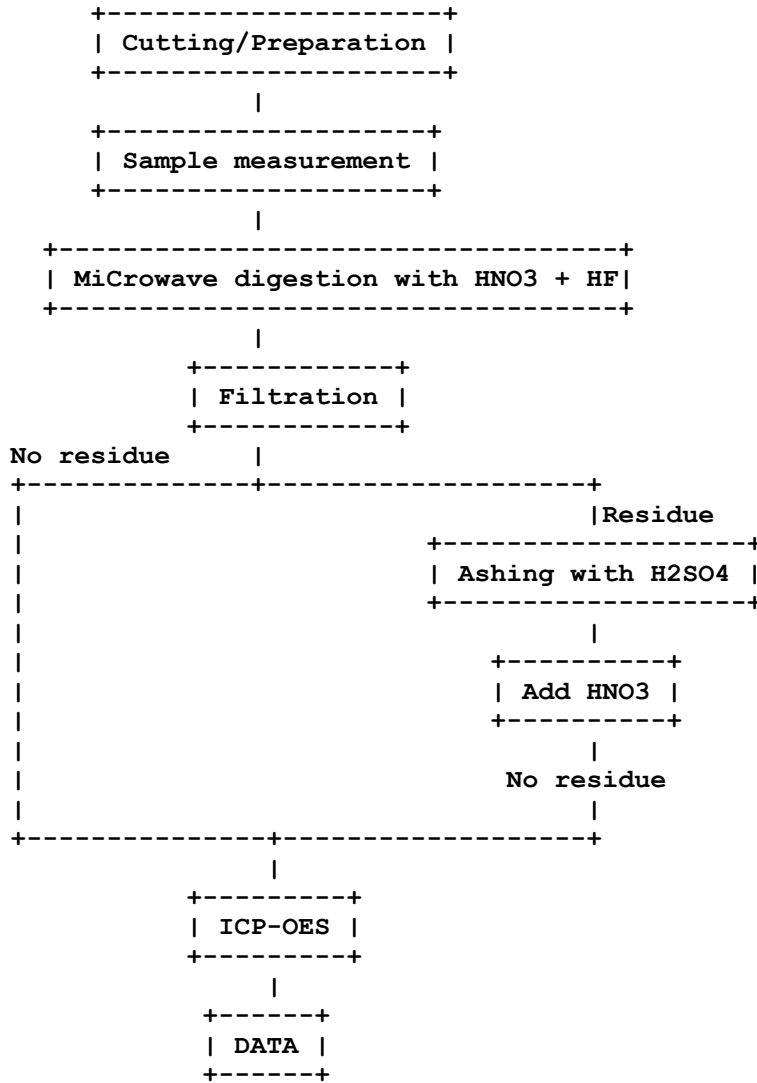 Cutting/Preparation
Sample measurement
MiCrowave digestion with HNO3 + HF
Filtration
No residue
Residue
Ashing with H2SO4
Add HNO3
No residue
ICP-OES
DATA